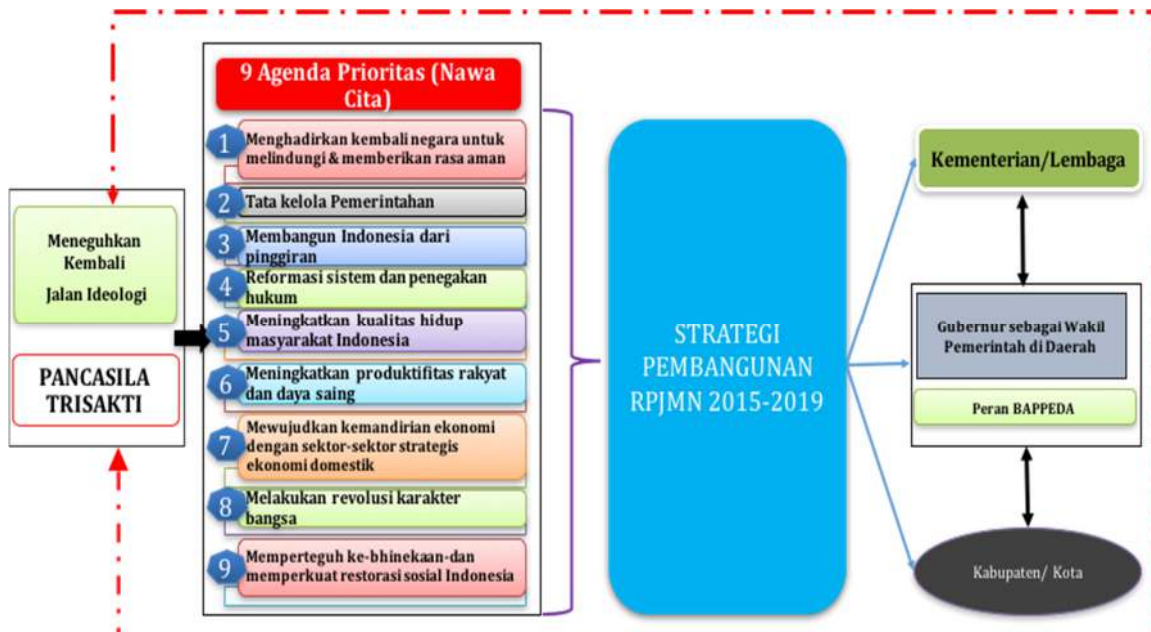 Meneguhkan
Kembali
Jalan Ideologi
PANCASILA
TRISAKTI
9 Agenda Prioritas (Nawa
Cita)
1
Menghadirkan kembali negara untuk
melindungi & memberikan rasa aman
2
Tata kelola Pemerintahan
3
Membangun Indonesia dari
pinggiran
4
Reformasi sistem dan penegakan
hukum
5
Meningkatkan kualitas hidup
masyarakat Indonesia
6
Meningkatkan produktifitas rakyat
dan daya saing
7
Mewujudkan kemandirian ekonomi
dengan sektor-sektor strategis
ekonomi domestik
8
Melakukan revolusi karakter
bangsa
9
Memperteguh ke-bhinekaan-dan
memperkuat restorasi sosial Indonesia
STRATEGI
PEMBANGUNAN
RPJMN 2015-2019
Kementerian/Lembaga
Gubernur sebagai Wakil
Pemerintah di Daerah
Peran BAPPEDA
Kabupaten/ Kota